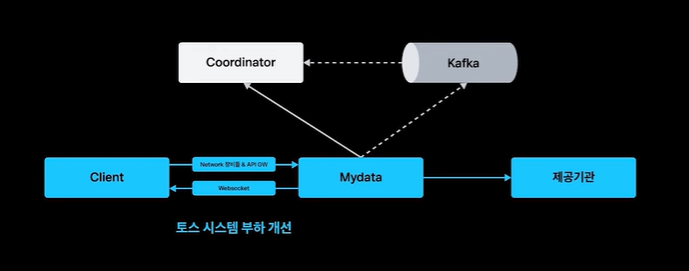 Coordinator
Kafka
Client
Network 장비들 & API GW
Websocket
Mydata
제공기관
토스 시스템 부하 개선